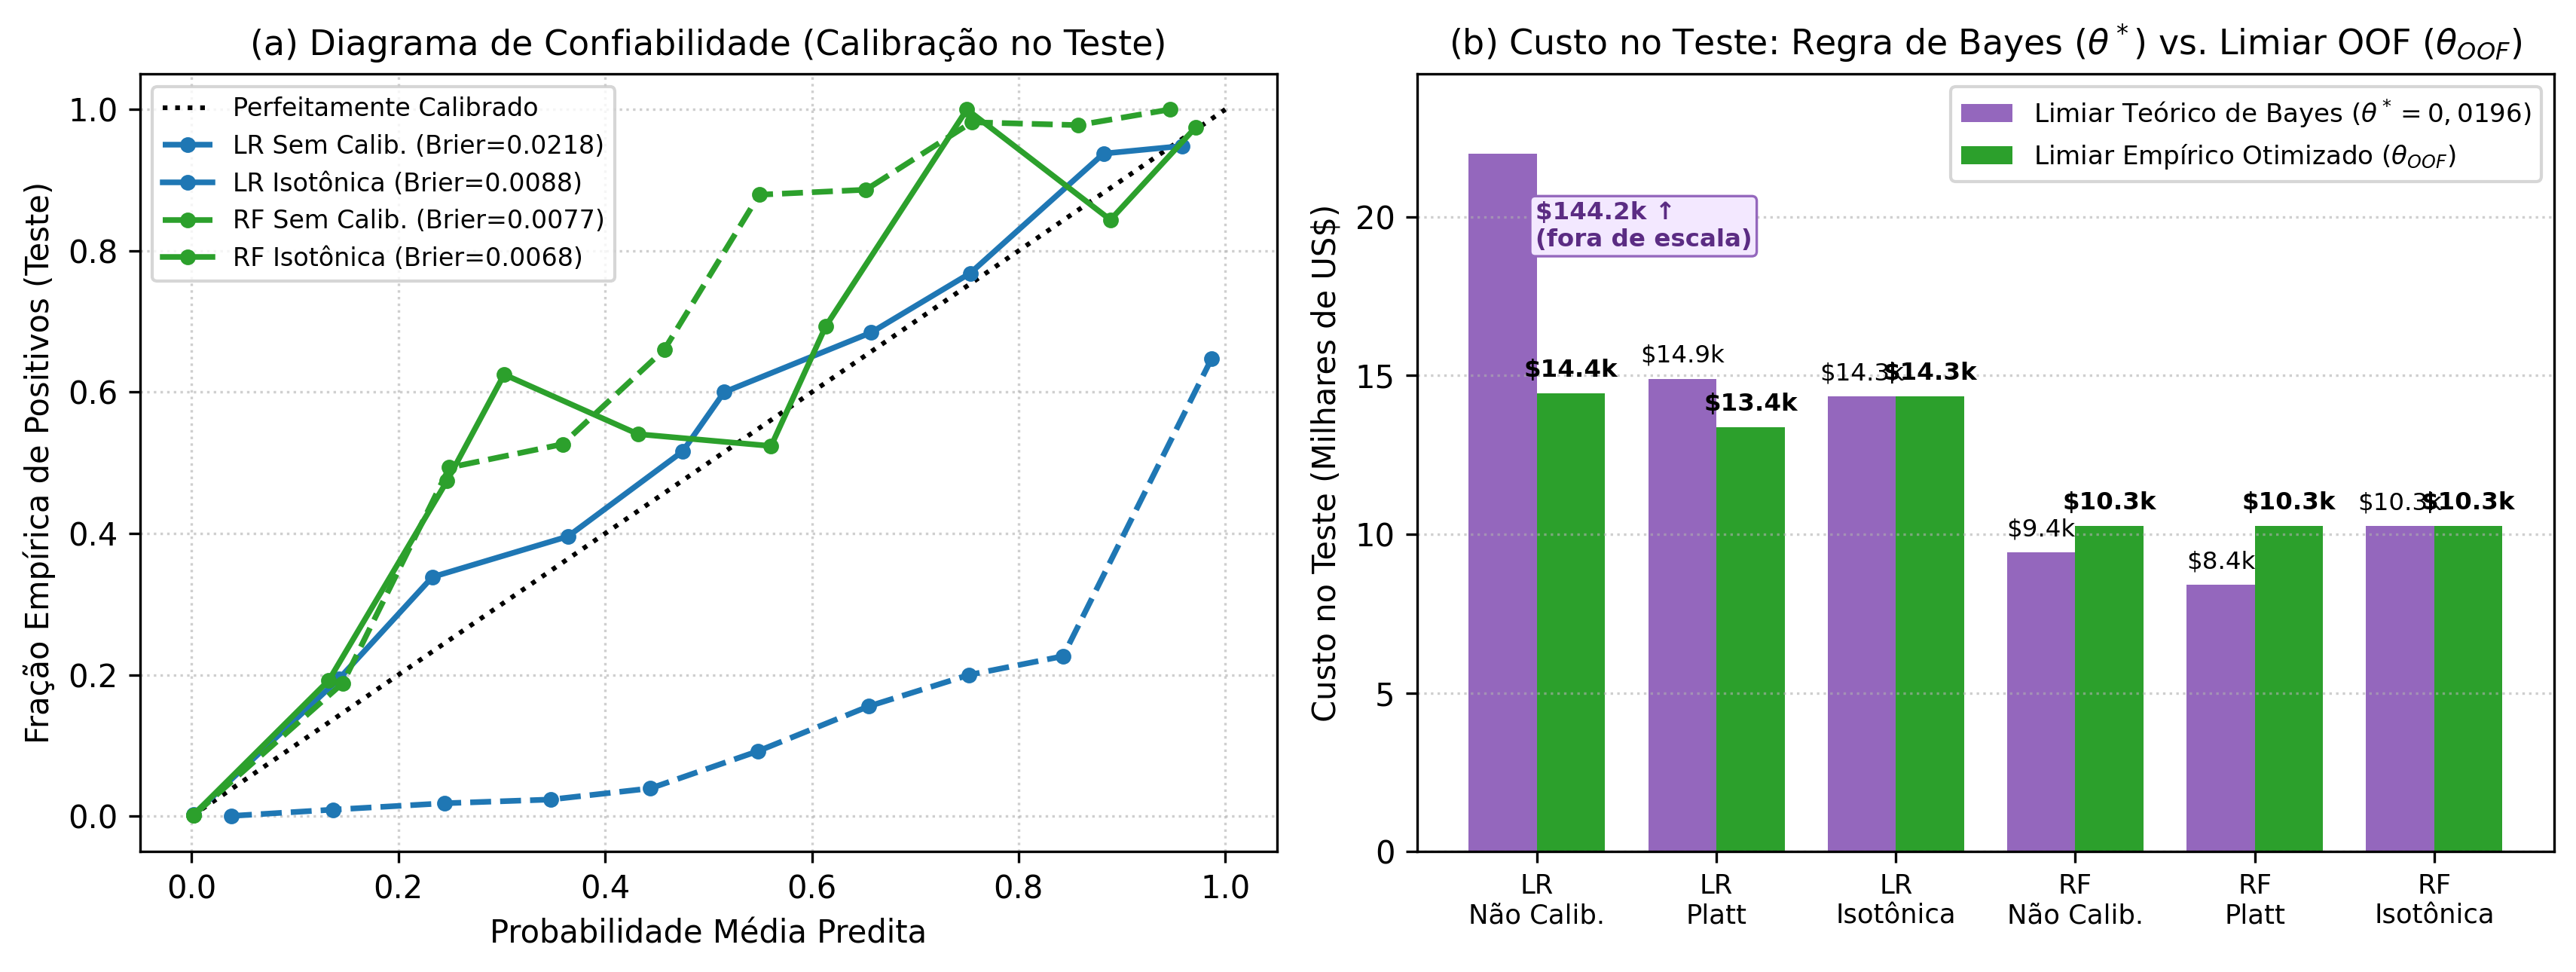 (a) Diagrama de Confiabilidade (Calibração no Teste)
Fração Empírica de Positivos (Teste)
1.0
0.8
0.6
0.4
0.2
0.0
Perfeitamente Calibrado
LR Sem Calib. (Brier=0.0218)
LR Isotônica (Brier=0.0088)
RF Sem Calib. (Brier=0.0077)
RF Isotônica (Brier=0.0068)
0.0 0.2 0.4 0.6 0.8 1.0
Probabilidade Média Predita
(b) Custo no Teste: Regra de Bayes (θ*) vs. Limiar OOF (θ_OOF)
Custo no Teste (Milhares de US$)
20
15
10
5
0
Limiar Teórico de Bayes (θ* = 0, 0196)
Limiar Empírico Otimizado (θ_OOF)
$144.2k ↑
(fora de escala)
$14.4k
$14.9k
$13.4k
$14.3k
$14.3k
$9.4k
$10.3k
$8.4k
$10.3k
$10.3k
$10.3k
LR
Não Calib.
LR
Platt
LR
Isotônica
RF
Não Calib.
RF
Platt
RF
Isotônica